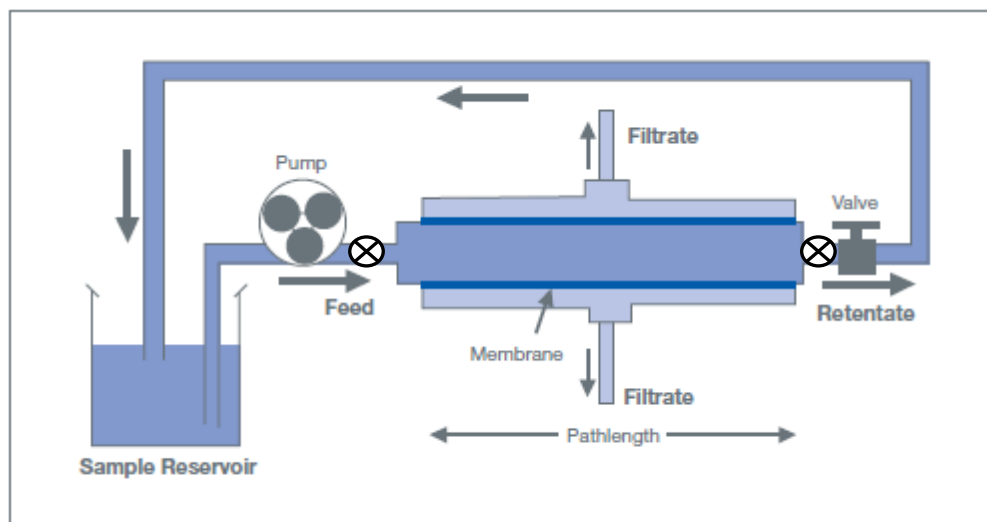 Filtrate
Pump
Valve
Feed
Retentate
Membrane
Filtrate
Pathlength
Sample Reservoir